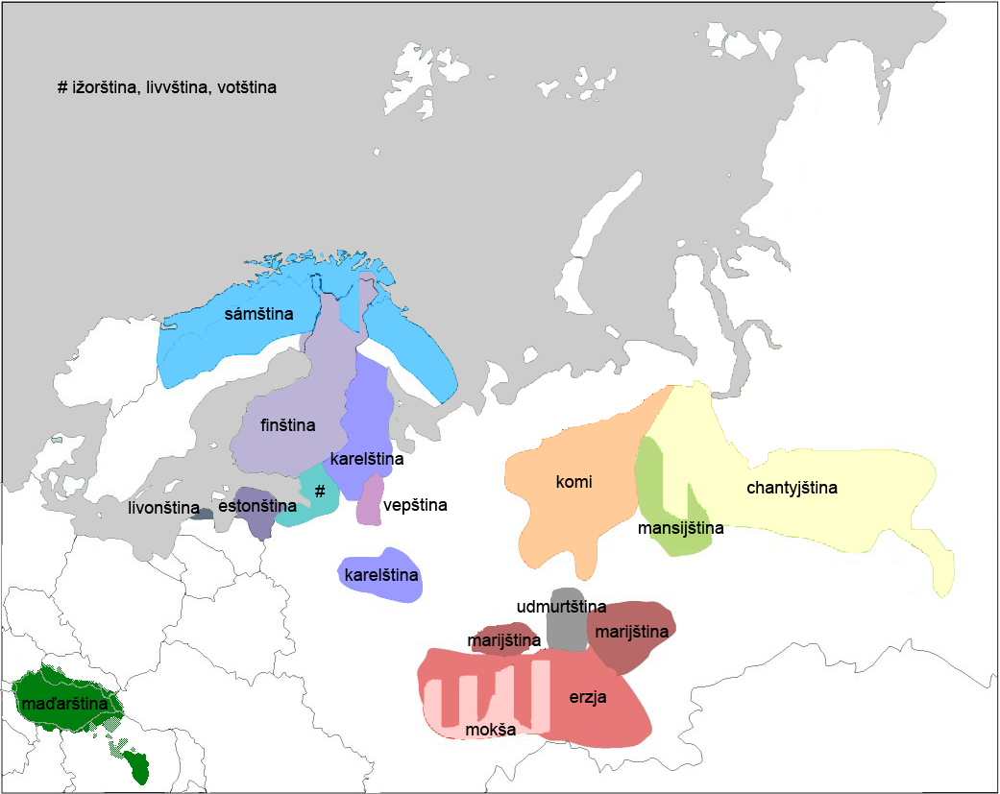 # ižorština, livvština, votština
sámština
finština
karelština
livonština
estonština
#
vepština
komi
chantyjština
mansijština
karelština
udmurtština
marijština
marijština
erzja
maďarština
mokša